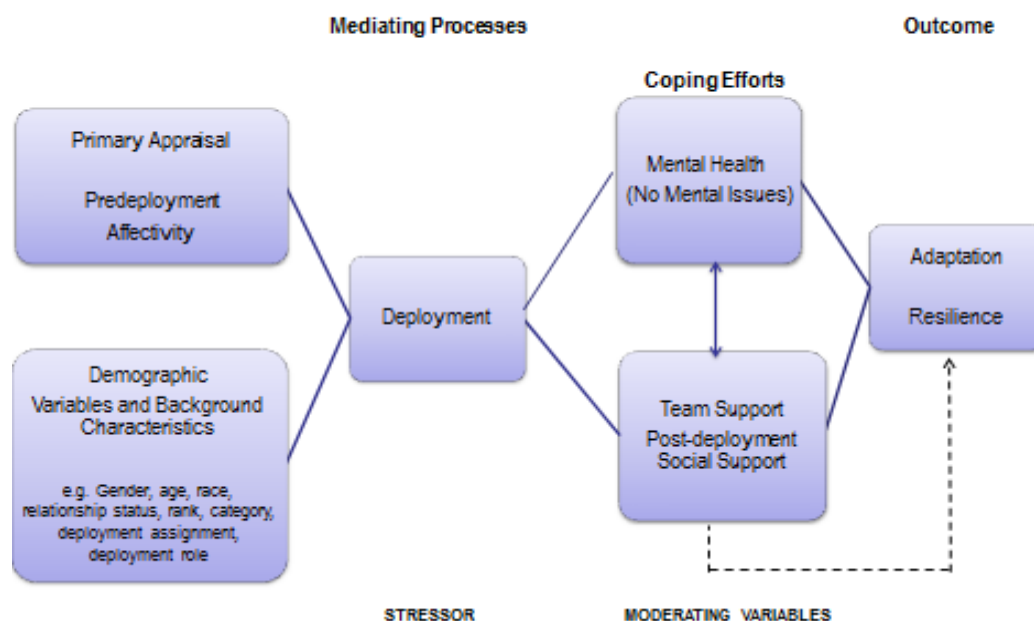 Mediating Processes
Outcome
Coping Efforts
Primary Appraisal
Predeployment
Affectivity
Demographic
Variables and Background
Characteristics
e.g. Gender, age, race,
relationship status, rank, category,
deployment assignment,
deployment role
Deployment
Mental Health
(No Mental Issues)
Team Support
Post-deployment
Social Support
Adaptation
Resilience
STRESSOR
MODERATING VARIABLES